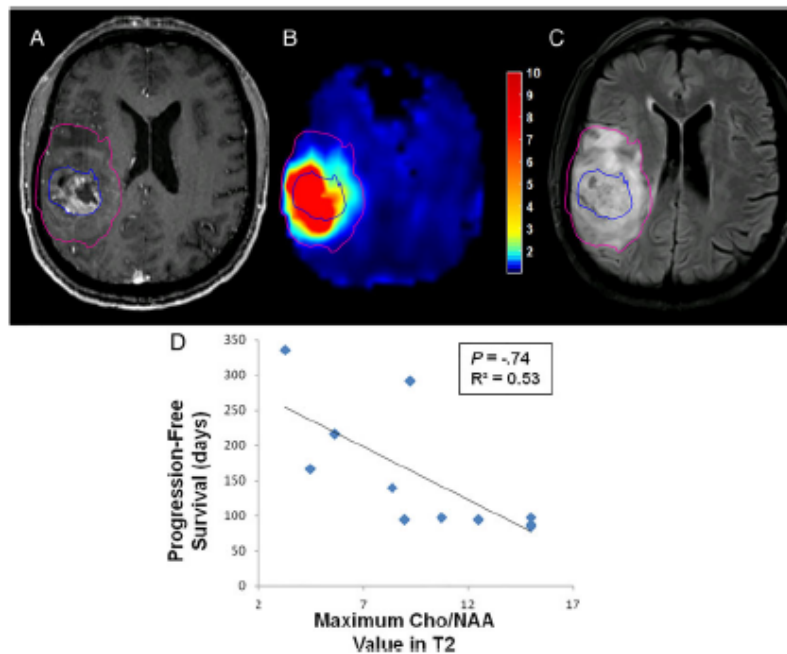 A
B
C
10
9
8
7
6
5
4
3
2
D
P = -.74
R² = 0.53
350
300
250
200
150
100
50
0
Progression-Free
Survival (days)
2
7
12
17
Maximum Cho/NAA
Value in T2